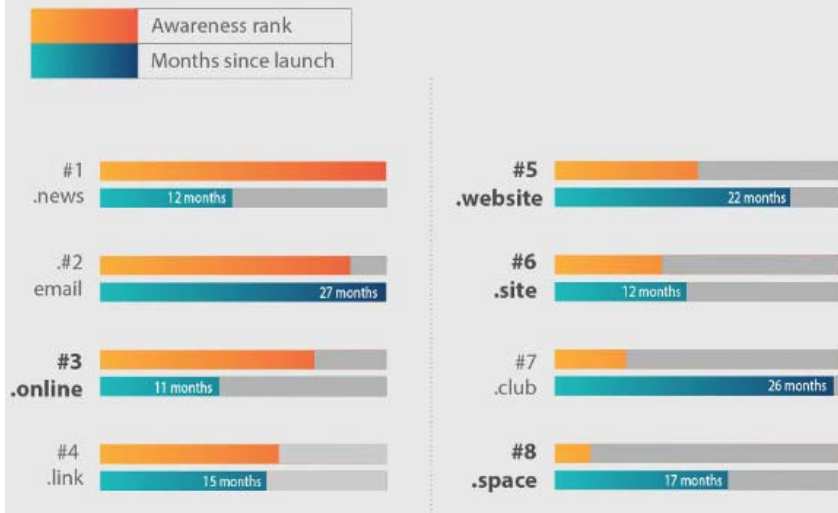 Awareness rank
Months since launch
#1
.news
12 months
.#2
email
27 months
#3
.online
11 months
#4
.link
15 months
#5
.website
22 months
#6
.site
12 months
#7
.club
26 months
#8
.space
17 months